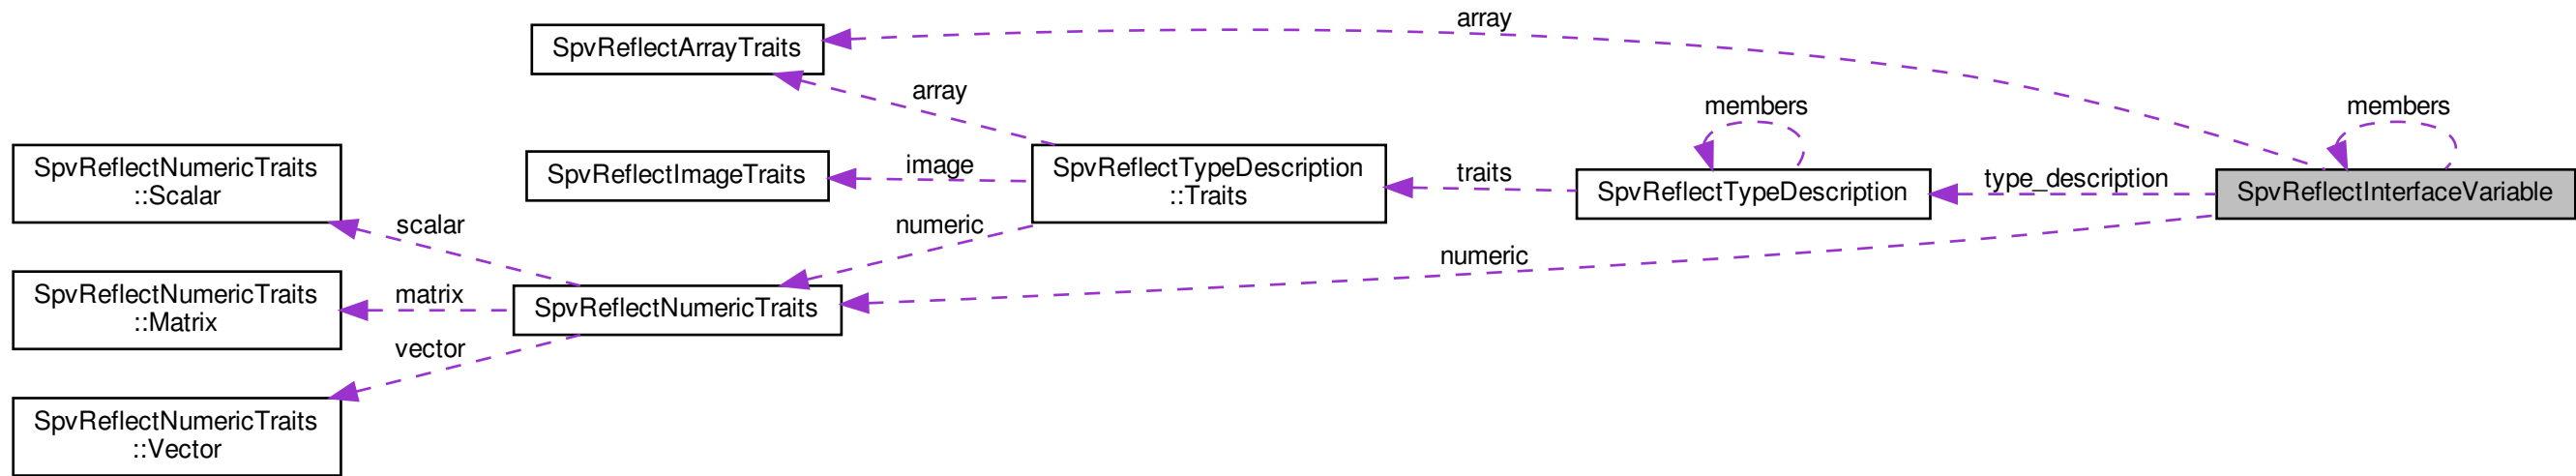 array
SpvReflectArrayTraits
array
members
members
SpvReflectNumericTraits
::Scalar
SpvReflectImageTraits
image
SpvReflectTypeDescription
::Traits
traits
SpvReflectTypeDescription
type_description
SpvReflectInterfaceVariable
scalar
numeric
numeric
SpvReflectNumericTraits
::Matrix
matrix
SpvReflectNumericTraits
vector
SpvReflectNumericTraits
::Vector